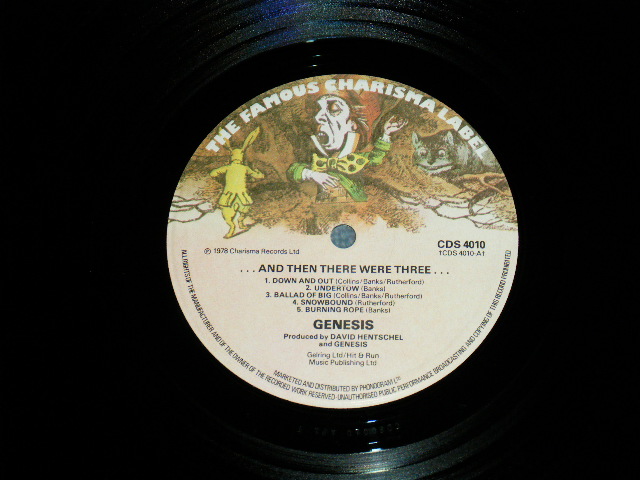 THE FAMOUS CHARISMA LABEL
℗ 1978 Charisma Records Ltd
CDS 4010
1CDS 4010-A1
... AND THEN THERE WERE THREE ...
1. DOWN AND OUT (Collins/Banks/Rutherford)
2. UNDERTOW (Banks)
3. BALLAD OF BIG (Collins/Banks/Rutherford)
4. SNOWBOUND (Rutherford)
5. BURNING ROPE (Banks)
GENESIS
Produced by DAVID HENTSCHEL
and GENESIS
Gelring Ltd/Hit & Run
Music Publishing Ltd
MARKETED AND DISTRIBUTED BY PHONOGRAM LTD
OF THE MANUFACTURER AND OF THE OWNER OF THE RECORDED WORK RESERVED · UNAUTHORISED PUBLIC PERFORMANCE BROADCASTING AND COPYING OF THIS RECORD PROHIBITED